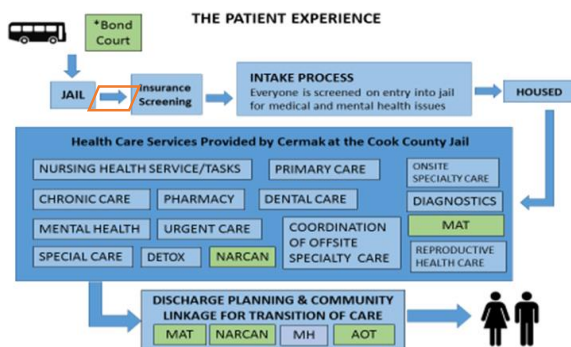 THE PATIENT EXPERIENCE
*Bond
Court
JAIL
Insurance
Screening
INTAKE PROCESS
Everyone is screened on entry into jail
for medical and mental health issues
HOUSED
Health Care Services Provided by Cermak at the Cook County Jail
NURSING HEALTH SERVICE/TASKS
PRIMARY CARE
ONSITE
SPECIALTY CARE
CHRONIC CARE
PHARMACY
DENTAL CARE
DIAGNOSTICS
MENTAL HEALTH
URGENT CARE
COORDINATION
OF OFFSITE
SPECIALTY CARE
MAT
SPECIAL CARE
DETOX
NARCAN
REPRODUCTIVE
HEALTH CARE
DISCHARGE PLANNING & COMMUNITY
LINKAGE FOR TRANSITION OF CARE
MAT
NARCAN
MH
AOT